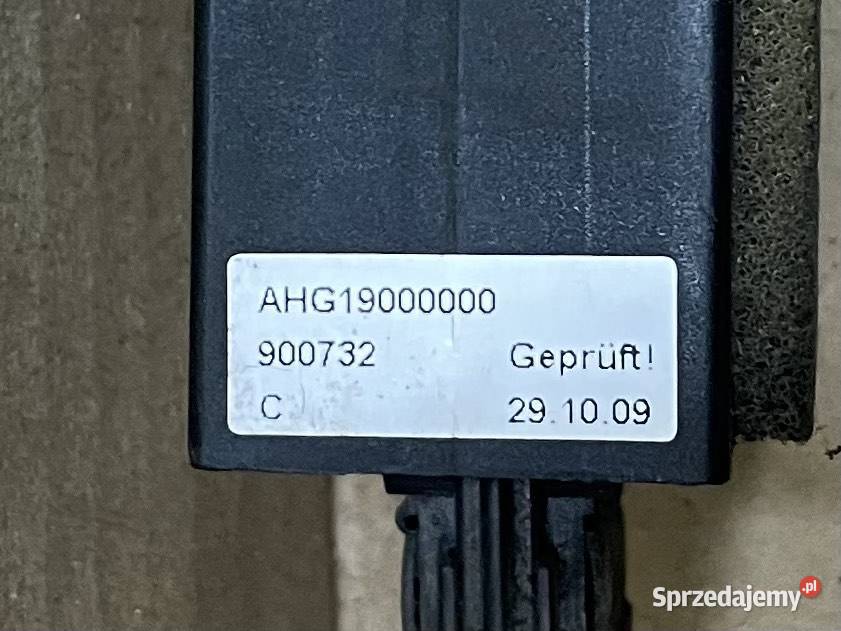 AHG19000000
900732 Geprüft!
C 29.10.09
Sprzedajemy.pl